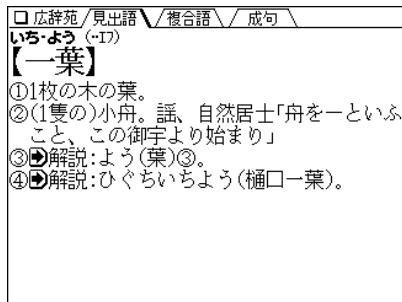 広辞苑 見出語 複合語 成句
いち‐よう(‥エフ)
【一葉】
①1枚の木の葉。
②(1隻の)小舟。謡、自然居士「舟を一といふ
こと、この御宇より始まり」
③➡解説:よう(葉)③。
④➡解説:ひぐちいちよう(樋口一葉)。